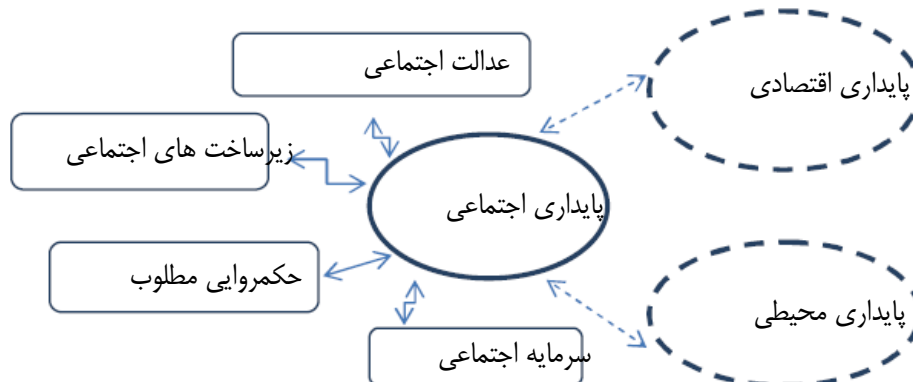 عدالت اجتماعی
پایداری اقتصادی
زیرساخت های اجتماعی
پایداری اجتماعی
حکمروایی مطلوب
پایداری محیطی
سرمایه اجتماعی